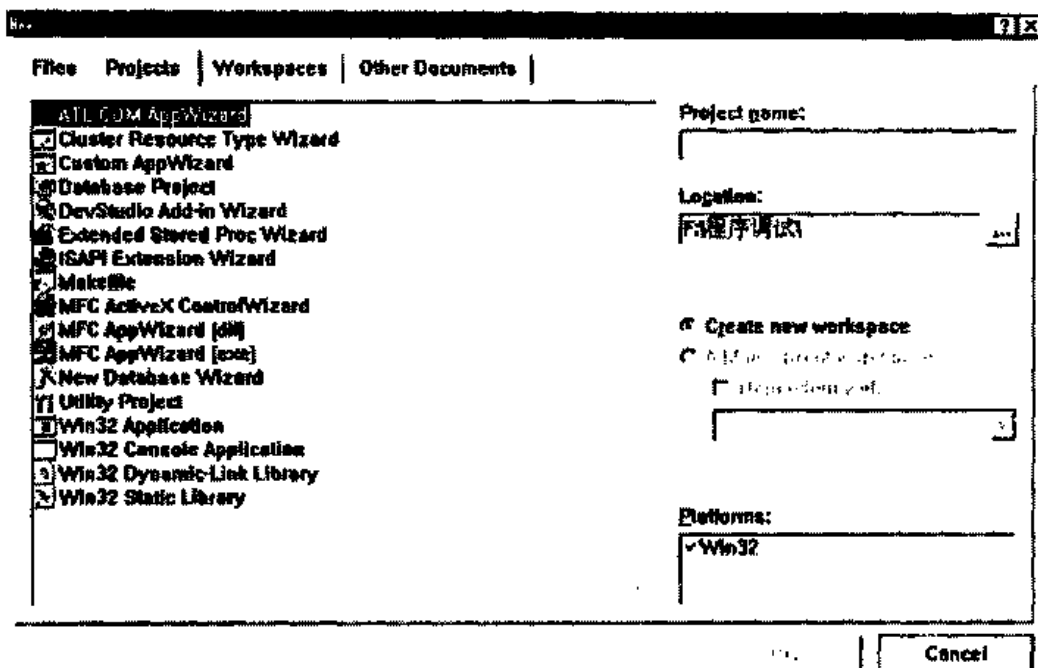 New
Files Projects Workspaces Other Documents
ATL COM AppWizard
Cluster Resource Type Wizard
Custom AppWizard
Database Project
DevStudio Add-in Wizard
Extended Stored Proc Wizard
ISAPI Extension Wizard
Makefile
MFC ActiveX ControlWizard
MFC AppWizard [dll]
MFC AppWizard [exe]
New Database Wizard
Utility Project
Win32 Application
Win32 Console Application
Win32 Dynamic-Link Library
Win32 Static Library
Project name:
Location:
F:\程序调试\
...
Create new workspace
Platforms:
Win32
Cancel